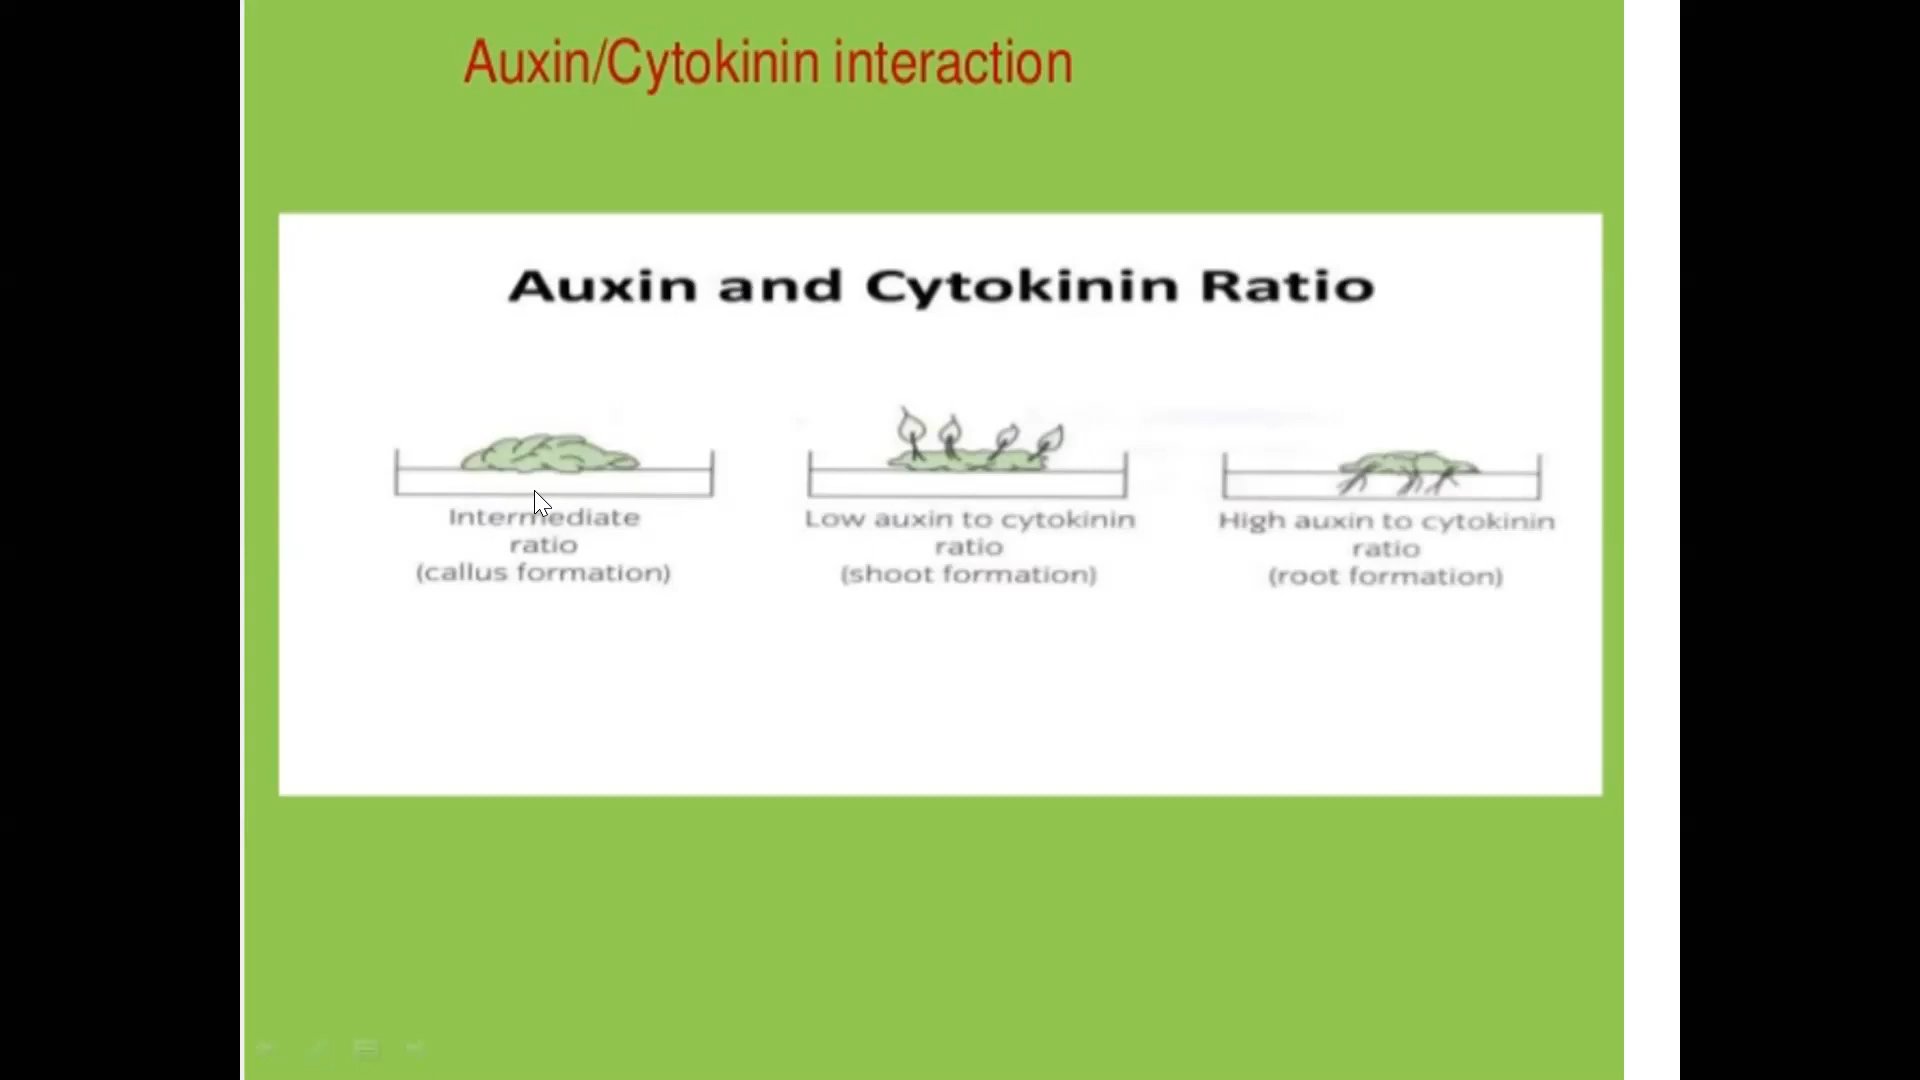 Auxin/Cytokinin interaction
Auxin and Cytokinin Ratio
Intermediate
ratio
(callus formation)
Low auxin to cytokinin
ratio
(shoot formation)
High auxin to cytokinin
ratio
(root formation)